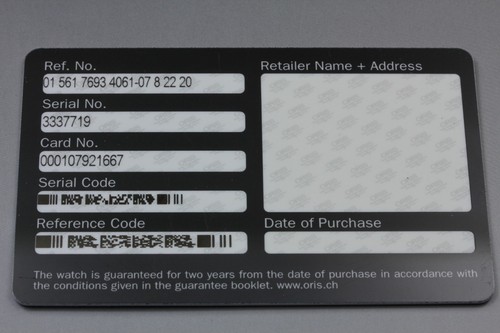 Ref. No.
01 561 7693 4061-07 8 22 20
Serial No.
3337719
Card No.
000107921667
Serial Code
Reference Code
Retailer Name + Address
Date of Purchase
The watch is guaranteed for two years from the date of purchase in accordance with
the conditions given in the guarantee booklet. www.oris.ch